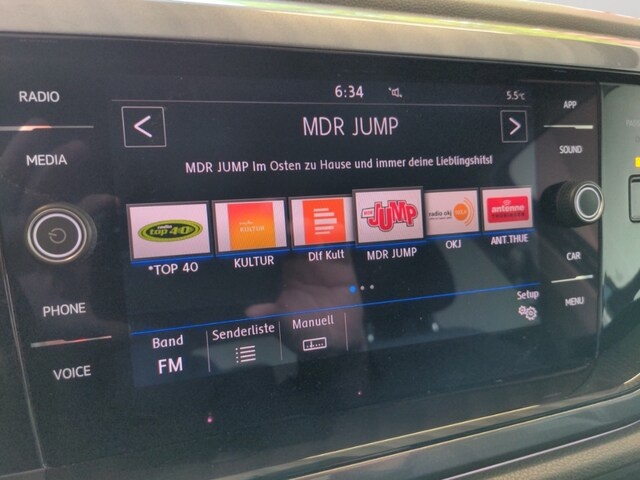 RADIO
MEDIA
PHONE
VOICE
6:34
5.5°C
MDR JUMP
MDR JUMP Im Osten zu Hause und immer deine Lieblingshits!
top 40
KULTUR
MDR JUMP
radio okj
antenne
THÜRINGEN
*TOP 40
KULTUR
Dlf Kult
MDR JUMP
OKJ
ANT.THUE
Band
FM
Senderliste
Manuell
Setup
APP
SOUND
CAR
MENU